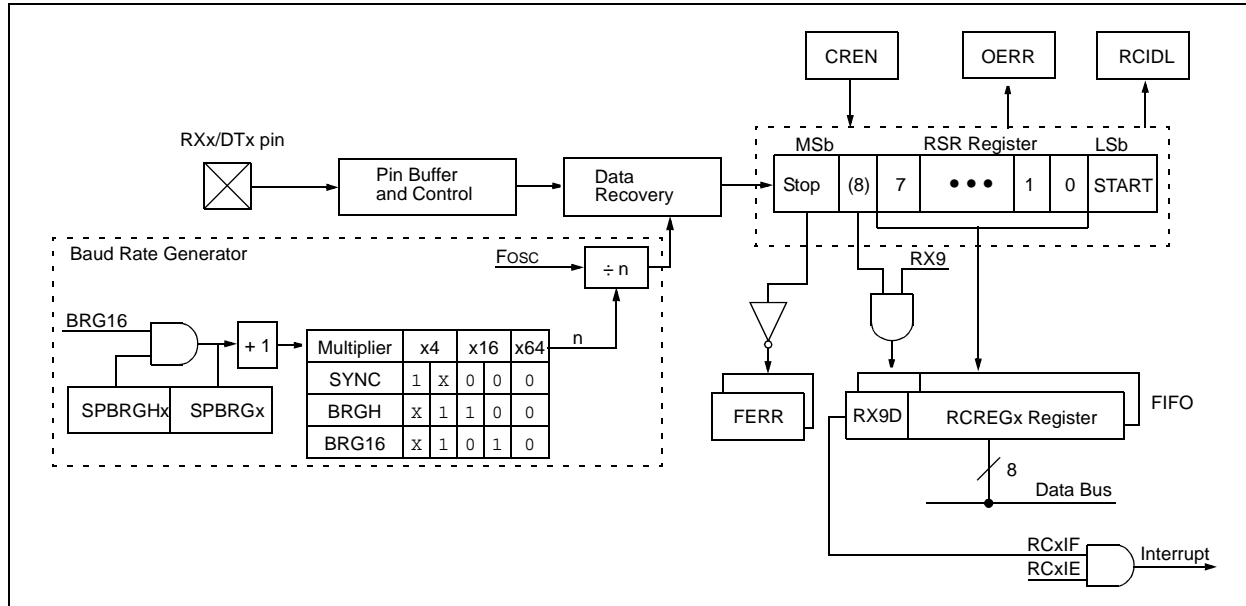 CREN
OERR
RCIDL
RXx/DTx pin
Pin Buffer
and Control
Data
Recovery
MSb
RSR Register
LSb
Stop (8) 7 • • • 1 0 START
Baud Rate Generator
FOSC
÷ n
RX9
BRG16
+ 1
n
Multiplier x4 x16 x64
SYNC 1 X 0 0 0
BRGH X 1 1 0 0
BRG16 X 1 0 1 0
SPBRGHx SPBRGx
FERR
RX9D RCREGx Register
FIFO
8
Data Bus
RCxIF
RCxIE
Interrupt